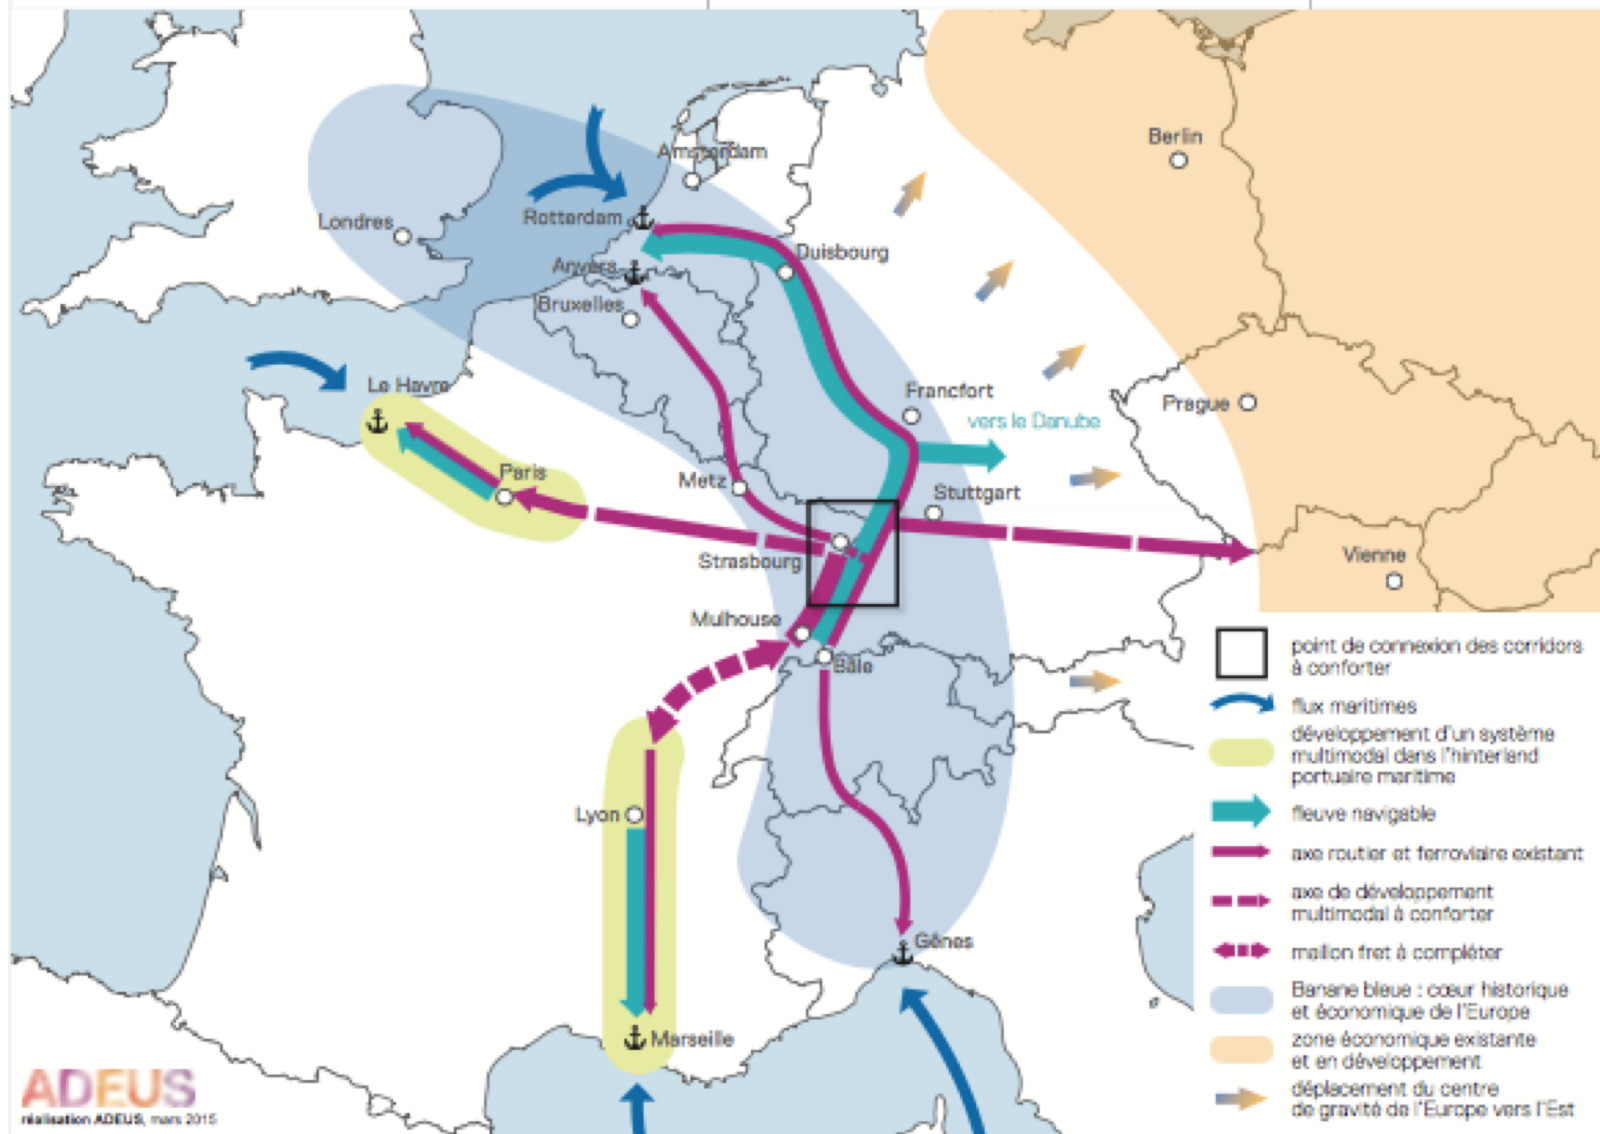 Berlin
Amsterdam
Londres
Rotterdam
Duisbourg
Anvers
Bruxelles
Le Havre
Francfort
Prague
vers le Danube
Paris
Metz
Stuttgart
Strasbourg
Vienne
Mulhouse
Bâle
Lyon
Gênes
Marseille
point de connexion des corridors
à conforter
flux maritimes
développement d'un système
multimodal dans l'hinterland
portuaire maritime
fleuve navigable
axe routier et ferroviaire existant
axe de développement
multimodal à conforter
maillon fret à compléter
Banane bleue : cœur historique
et économique de l'Europe
zone économique existante
et en développement
déplacement du centre
de gravité de l'Europe vers l'Est
ADEUS
réalisation ADEUS, mars 2015